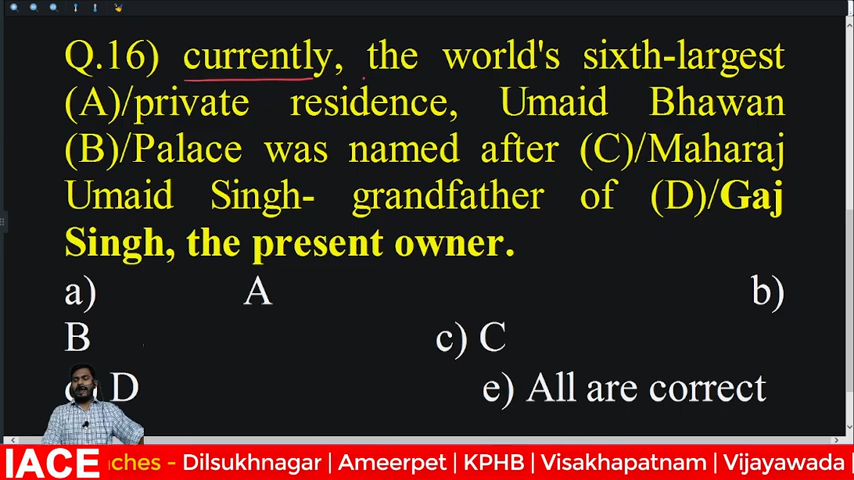 Q.16) currently, the world's sixth-largest
(A)/private residence, Umaid Bhawan
(B)/Palace was named after (C)/Maharaj
Umaid Singh- grandfather of (D)/Gaj
Singh, the present owner.
a) A b)
B c) C
D e) All are correct
IACE ches - Dilsukhnagar | Ameerpet | KPHB | Visakhapatnam | Vijayawada |